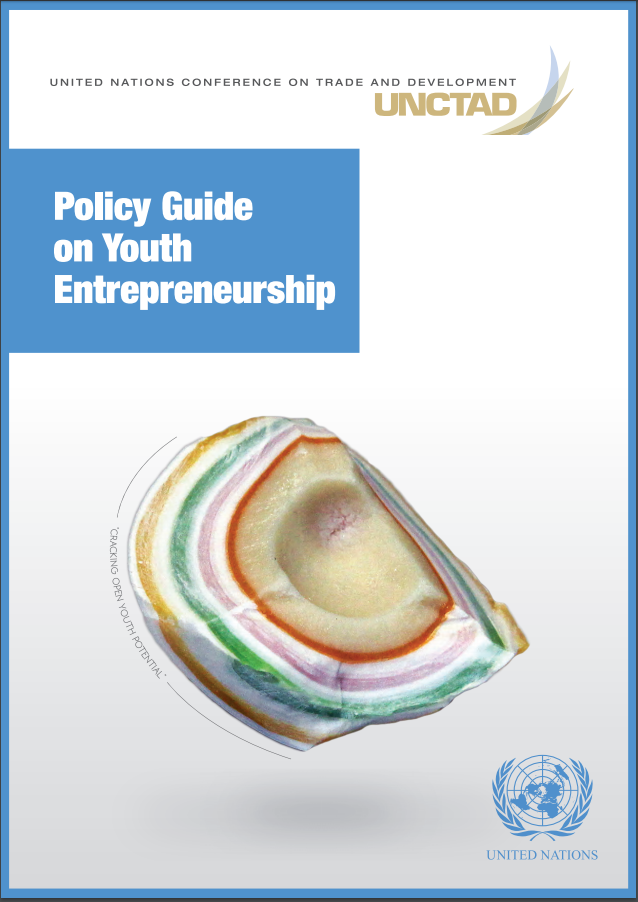 UNITED NATIONS CONFERENCE ON TRADE AND DEVELOPMENT
UNCTAD
Policy Guide
on Youth
Entrepreneurship
"CRACKING OPEN YOUTH POTENTIAL"
UNITED NATIONS